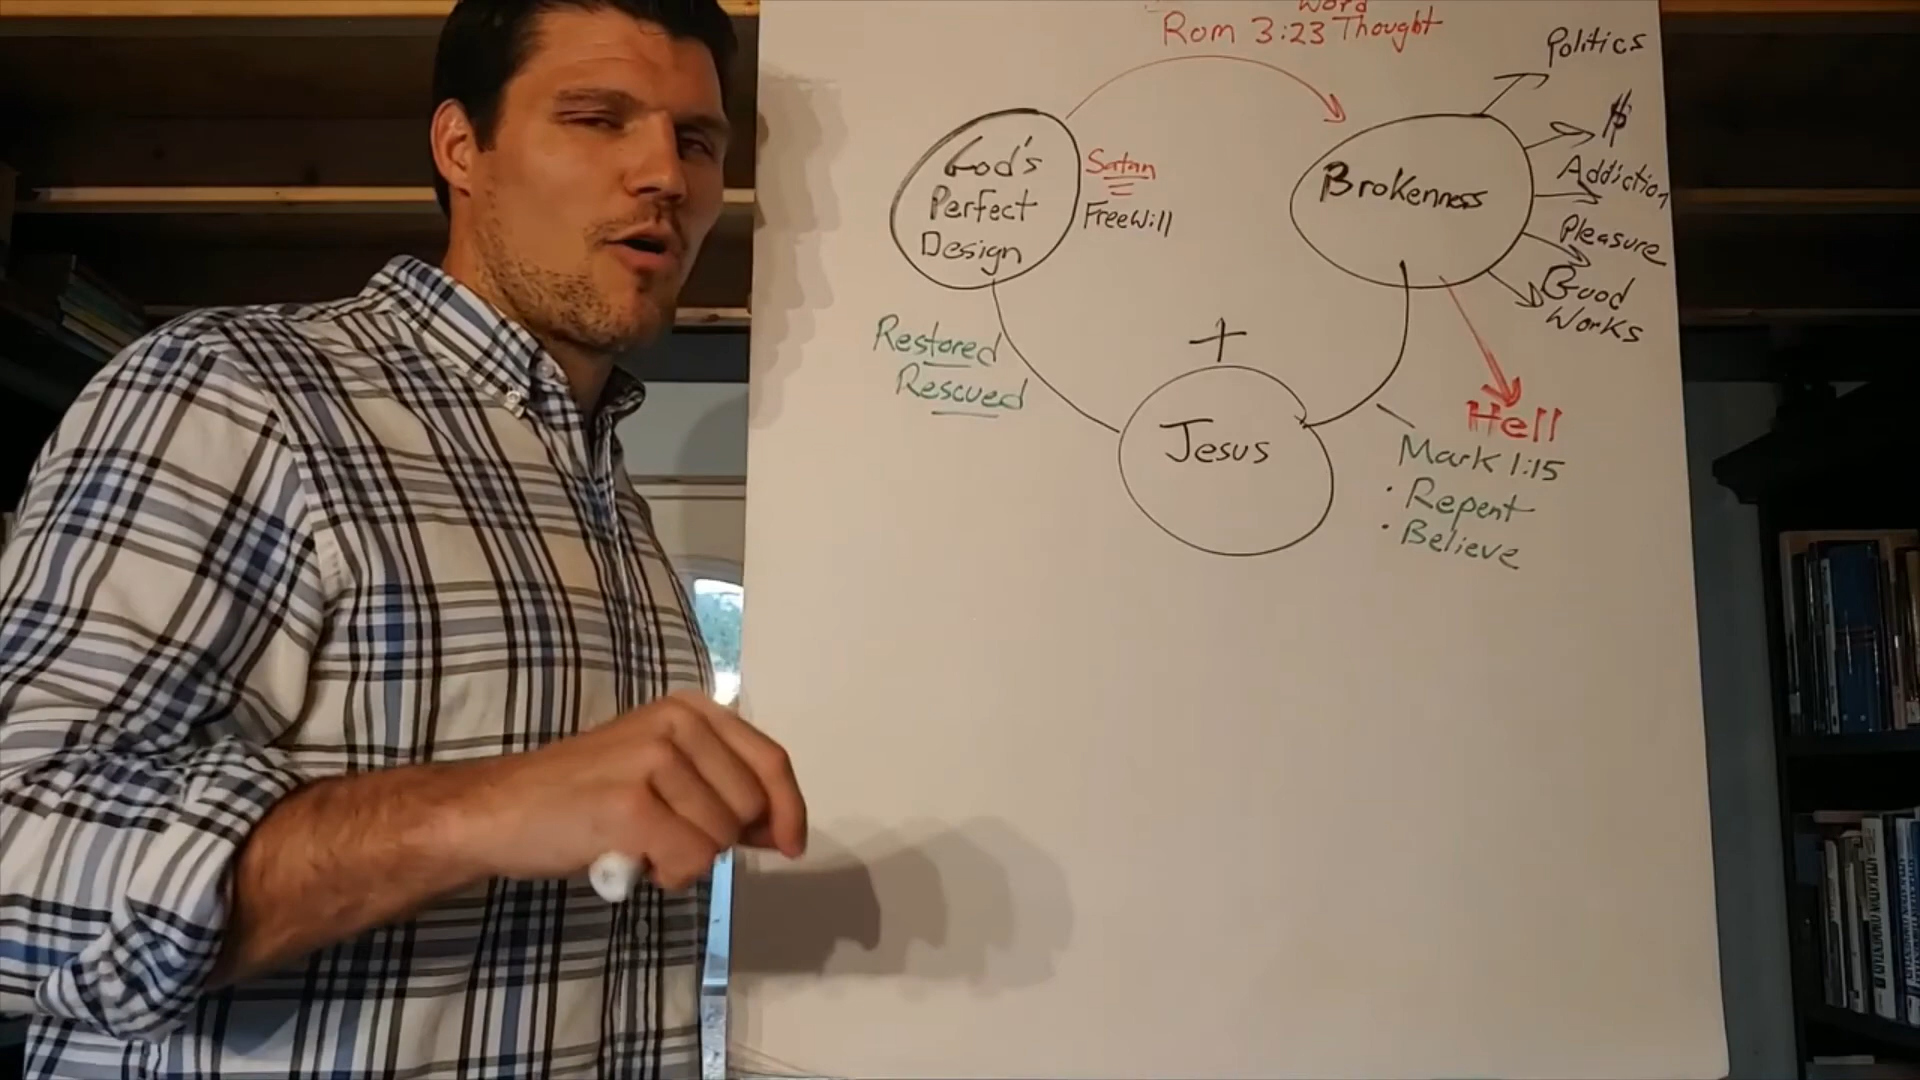 Word
Rom 3:23 Thought
God's
Perfect
Design
Satan
FreeWill
Brokenness
Politics
$
Addiction
Pleasure
Good
Works
Restored
Rescued
+
Jesus
Hell
Mark 1:15
· Repent
· Believe